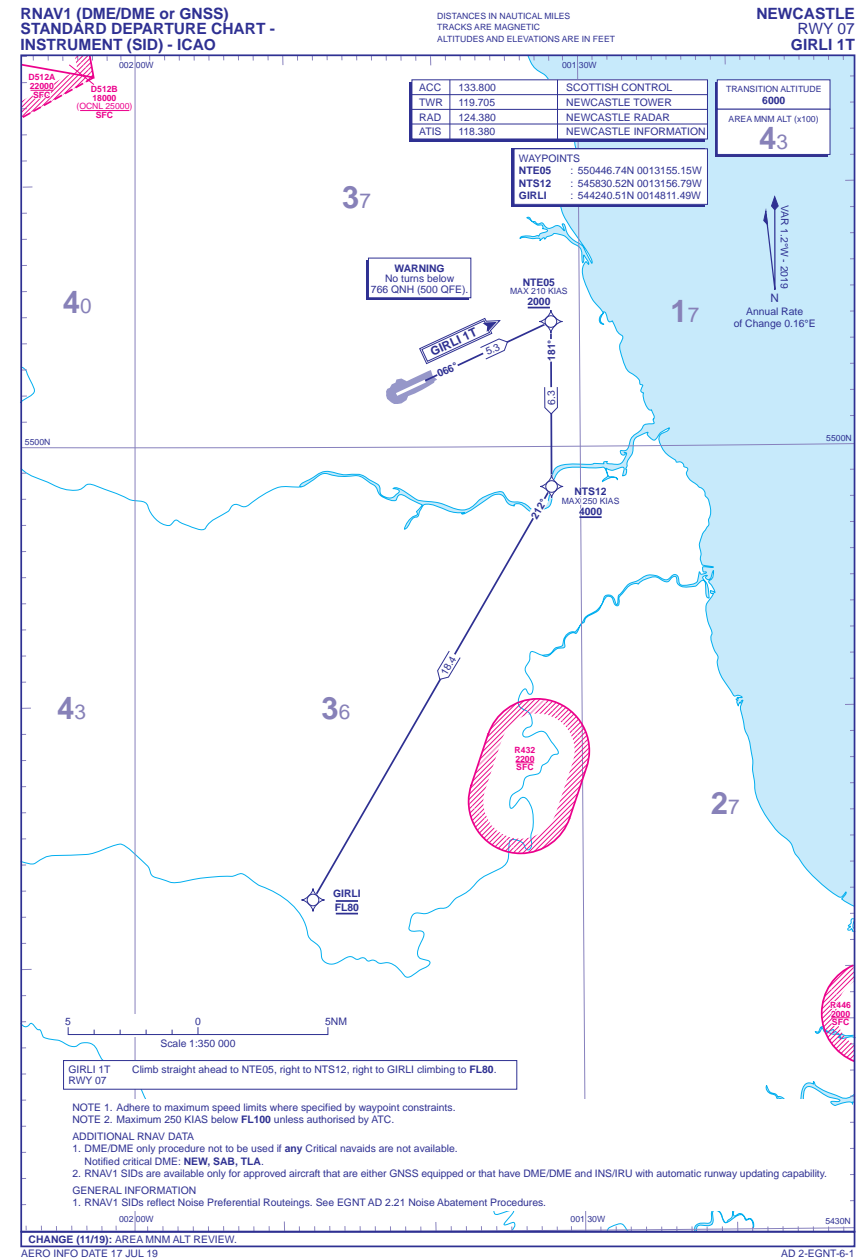 RNAV1 (DME/DME or GNSS)
STANDARD DEPARTURE CHART -
INSTRUMENT (SID) - ICAO
DISTANCES IN NAUTICAL MILES
TRACKS ARE MAGNETIC
ALTITUDES AND ELEVATIONS ARE IN FEET
NEWCASTLE
RWY 07
GIRLI 1T
002 00W
001 30W
D512A
22000
SFC
D512B
18000
(OCNL 25000)
SFC
ACC 133.800 SCOTTISH CONTROL
TWR 119.705 NEWCASTLE TOWER
RAD 124.380 NEWCASTLE RADAR
ATIS 118.380 NEWCASTLE INFORMATION
TRANSITION ALTITUDE
6000
AREA MNM ALT (x100)
43
WAYPOINTS
NTE05 : 550446.74N 0013155.15W
NTS12 : 545830.52N 0013156.79W
GIRLI : 544240.51N 0014811.49W
37
VAR 1.2°W - 2019
N
Annual Rate
of Change 0.16°E
WARNING
No turns below
766 QNH (500 QFE).
NTE05
MAX 210 KIAS
2000
40
17
GIRLI 1T
5.3
066°
181°
6.3
5500N
5500N
NTS12
MAX 250 KIAS
4000
212°
18.4
43
36
R432
2200
SFC
27
GIRLI
FL80
R446
2000
SFC
5 0 5NM
Scale 1:350 000
GIRLI 1T Climb straight ahead to NTE05, right to NTS12, right to GIRLI climbing to FL80.
RWY 07
NOTE 1. Adhere to maximum speed limits where specified by waypoint constraints.
NOTE 2. Maximum 250 KIAS below FL100 unless authorised by ATC.
ADDITIONAL RNAV DATA
1. DME/DME only procedure not to be used if any Critical navaids are not available.
Notified critical DME: NEW, SAB, TLA.
2. RNAV1 SIDs are available only for approved aircraft that are either GNSS equipped or that have DME/DME and INS/IRU with automatic runway updating capability.
GENERAL INFORMATION
1. RNAV1 SIDs reflect Noise Preferential Routeings. See EGNT AD 2.21 Noise Abatement Procedures.
002 00W
001 30W
5430N
CHANGE (11/19): AREA MNM ALT REVIEW.
AERO INFO DATE 17 JUL 19
AD 2-EGNT-6-1